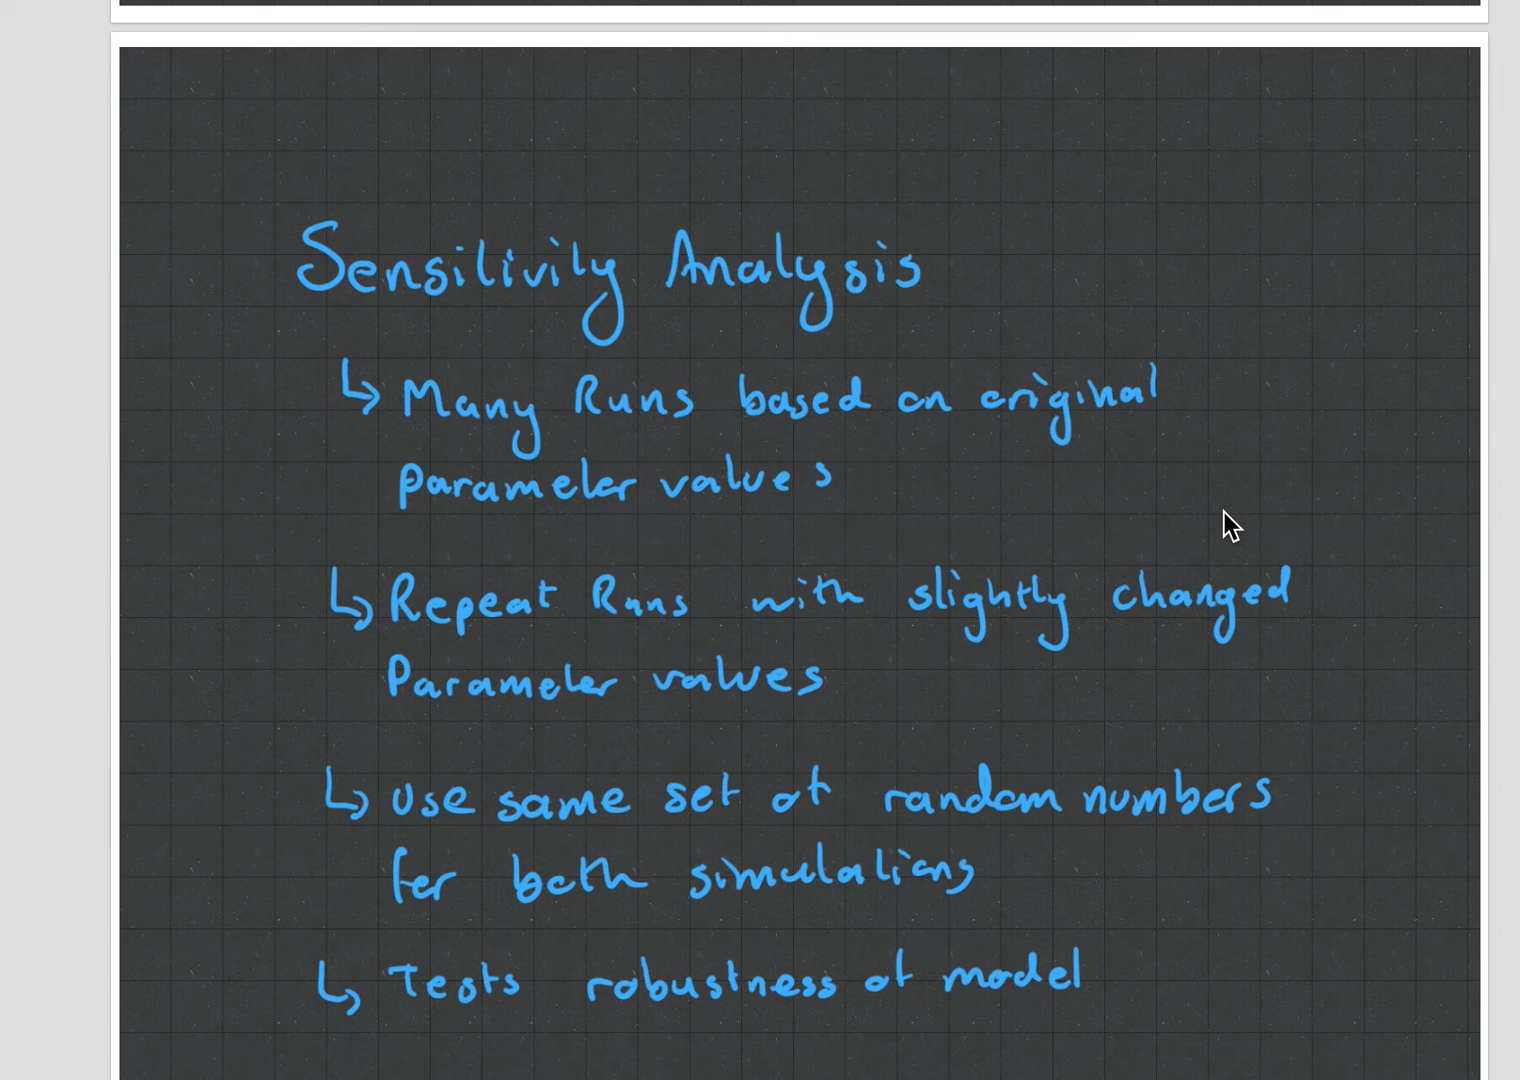 Sensitivity Analysis
↳ Many Runs based on original
parameter values
↳ Repeat Runs with slightly changed
Parameter values
↳ Use same set of random numbers
for both simulations
↳ Tests robustness of model